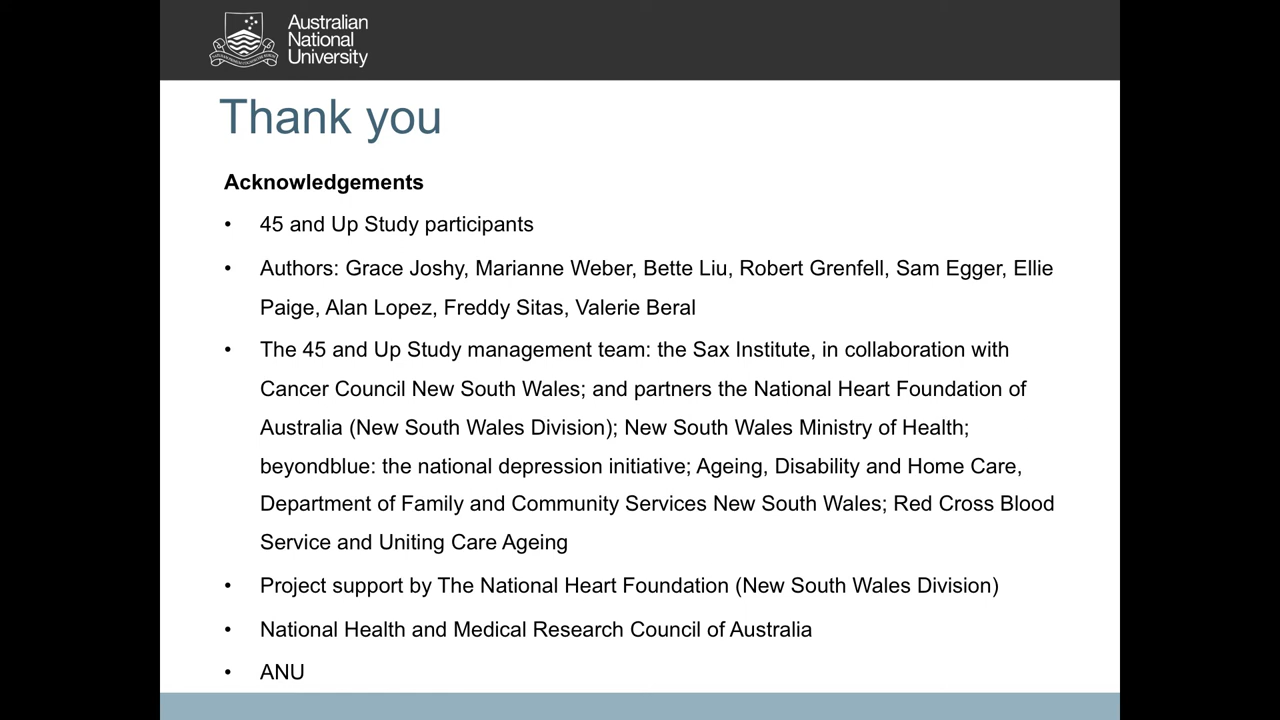 Australian
National
University
Thank you
Acknowledgements
• 45 and Up Study participants
• Authors: Grace Joshy, Marianne Weber, Bette Liu, Robert Grenfell, Sam Egger, Ellie
Paige, Alan Lopez, Freddy Sitas, Valerie Beral
• The 45 and Up Study management team: the Sax Institute, in collaboration with
Cancer Council New South Wales; and partners the National Heart Foundation of
Australia (New South Wales Division); New South Wales Ministry of Health;
beyondblue: the national depression initiative; Ageing, Disability and Home Care,
Department of Family and Community Services New South Wales; Red Cross Blood
Service and Uniting Care Ageing
• Project support by The National Heart Foundation (New South Wales Division)
• National Health and Medical Research Council of Australia
• ANU